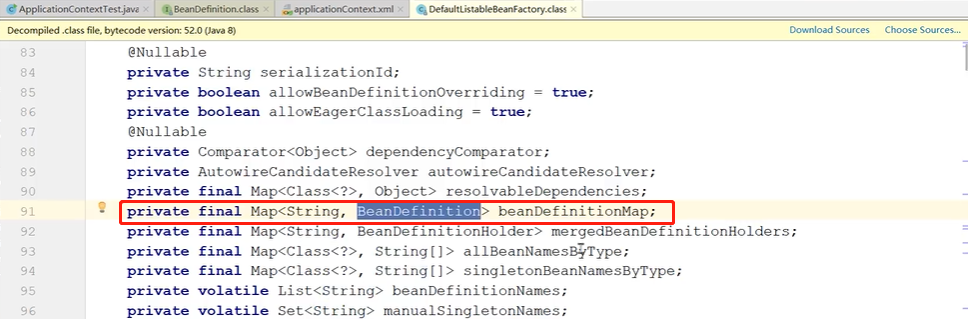 ApplicationContextTest.java × BeanDefinition.class × applicationContext.xml × DefaultListableBeanFactory.class ×
Decompiled .class file, bytecode version: 52.0 (Java 8) Download Sources Choose Sources...
83 @Nullable
84 private String serializationId;
85 private boolean allowBeanDefinitionOverriding = true;
86 private boolean allowEagerClassLoading = true;
87 @Nullable
88 private Comparator<Object> dependencyComparator;
89 private AutowireCandidateResolver autowireCandidateResolver;
90 private final Map<Class<?>, Object> resolvableDependencies;
91 private final Map<String, BeanDefinition> beanDefinitionMap;
92 private final Map<String, BeanDefinitionHolder> mergedBeanDefinitionHolders;
93 private final Map<Class<?>, String[]> allBeanNamesByType;
94 private final Map<Class<?>, String[]> singletonBeanNamesByType;
95 private volatile List<String> beanDefinitionNames;
96 private volatile Set<String> manualSingletonNames;